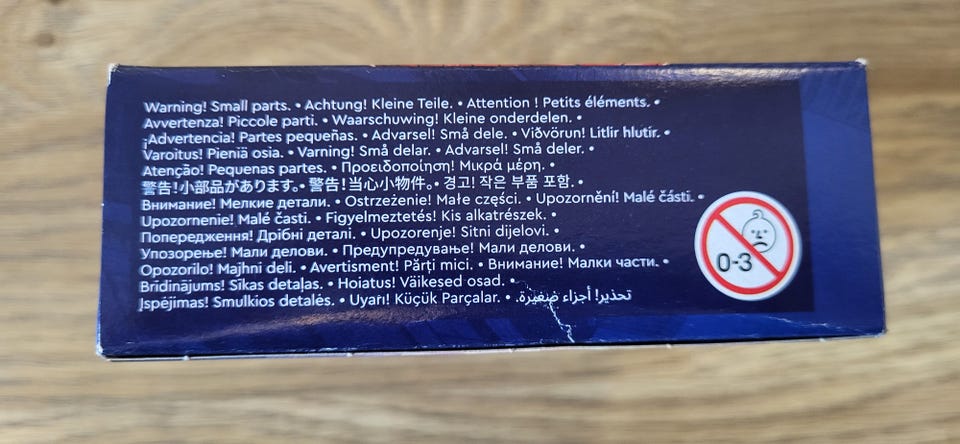 Warning! Small parts. • Achtung! Kleine Teile. • Attention ! Petits éléments. •
Avvertenza! Piccole parti. • Waarschuwing! Kleine onderdelen. •
¡Advertencia! Partes pequeñas. • Advarsel! Små dele. • Viðvörun! Litlir hlutir. •
Varoitus! Pieniä osia. • Varning! Små delar. • Advarsel! Små deler. •
Atenção! Pequenas partes. • Προειδοποίηση! Μικρά μέρη. •
警告!小部品があります。• 警告!当心小物件。• 경고! 작은 부품 포함. •
Внимание! Мелкие детали. • Ostrzeżenie! Małe części. • Upozornění! Malé části. •
Upozornenie! Malé časti. • Figyelmeztetés! Kis alkatrészek. •
Попередження! Дрібні деталі. • Upozorenje! Sitni dijelovi. •
Упозорење! Мали делови. • Предупредување! Мали делови. •
Opozorilo! Majhni deli. • Avertisment! Părți mici. • Внимание! Малки части. •
Brīdinājums! Sīkas detaļas. • Hoiatus! Väikesed osad. •
Įspėjimas! Smulkios detalės. • Uyarı! Küçük Parçalar. • تحذير! أجزاء صغيرة.
0-3